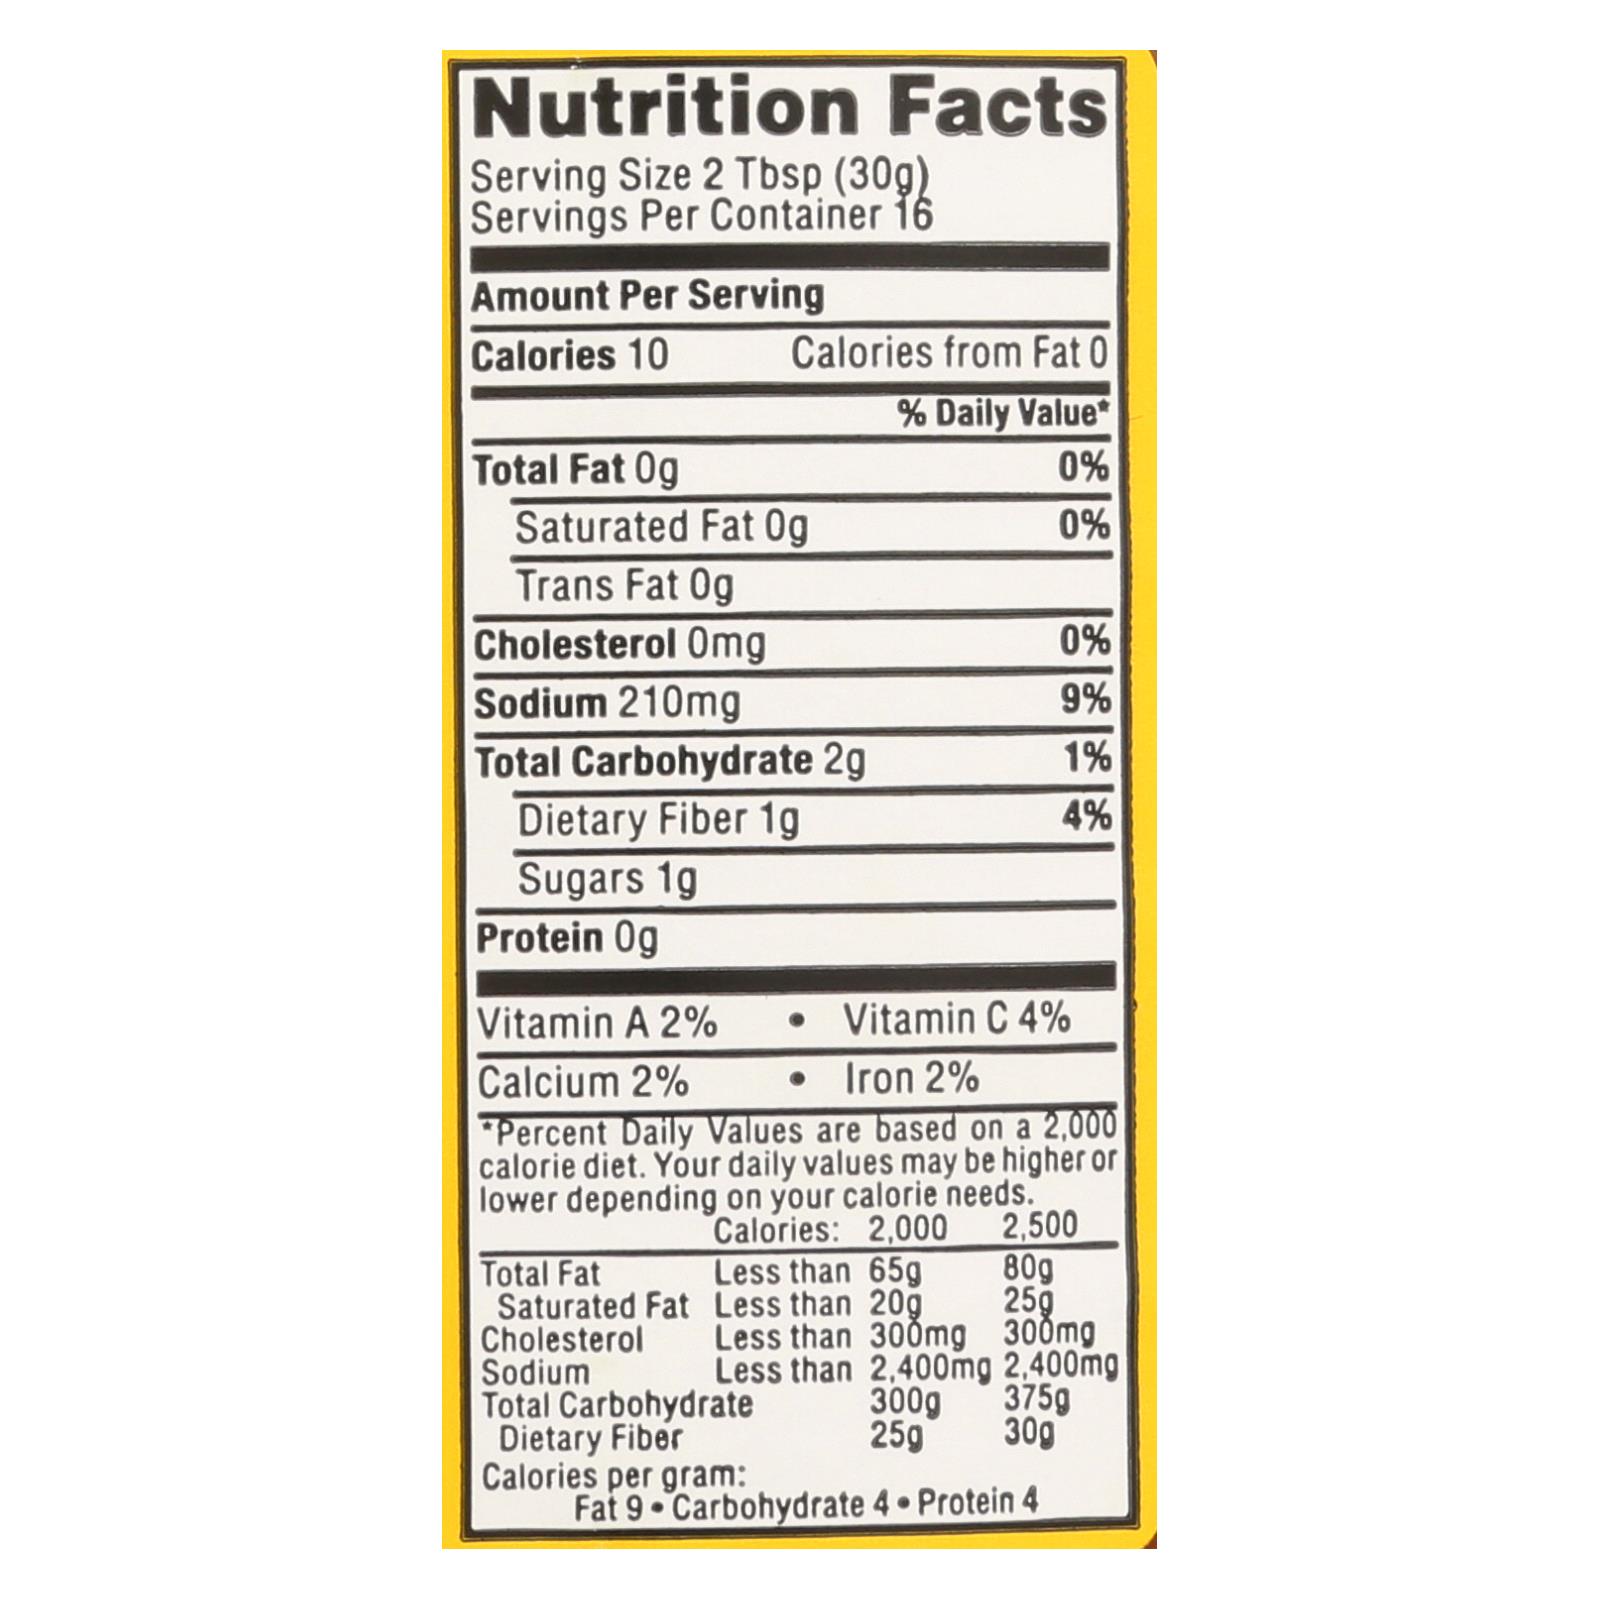 Nutrition Facts
Serving Size 2 Tbsp (30g)
Servings Per Container 16
Amount Per Serving
Calories 10 Calories from Fat 0
% Daily Value*
Total Fat 0g 0%
Saturated Fat 0g 0%
Trans Fat 0g
Cholesterol 0mg 0%
Sodium 210mg 9%
Total Carbohydrate 2g 1%
Dietary Fiber 1g 4%
Sugars 1g
Protein 0g
Vitamin A 2% • Vitamin C 4%
Calcium 2% • Iron 2%
*Percent Daily Values are based on a 2,000
calorie diet. Your daily values may be higher or
lower depending on your calorie needs.
Calories: 2,000 2,500
Total Fat Less than 65g 80g
Saturated Fat Less than 20g 25g
Cholesterol Less than 300mg 300mg
Sodium Less than 2,400mg 2,400mg
Total Carbohydrate 300g 375g
Dietary Fiber 25g 30g
Calories per gram:
Fat 9 • Carbohydrate 4 • Protein 4